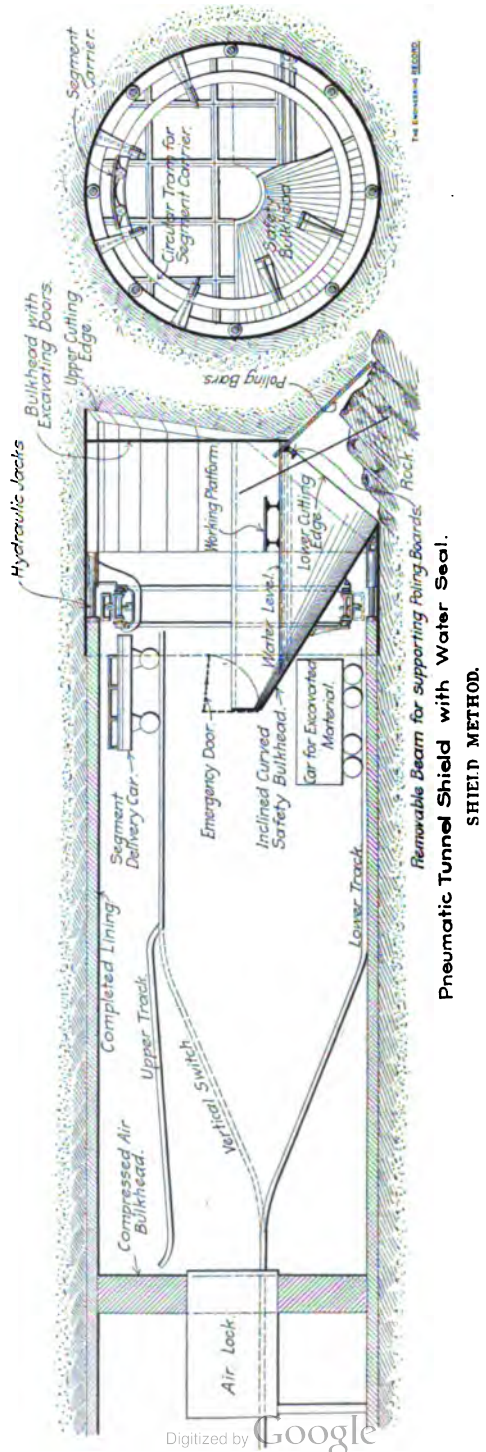 Air Lock.
Compressed Air
Bulkhead.
Completed Lining
Upper Track
Vertical Switch
Segment
Delivery Car.
Emergency Door
Inclined Curved
Safety Bulkhead.
Car for Excavated
Material.
Lower Track
Hydraulic Jacks
Bulkhead with
Excavating Doors.
Upper Cutting
Edge.
Working Platform
Water Level.
Lower Cutting
Edge
Poling Bars.
Rock
Removable Beam for supporting Poling Boards.
Segment
Carrier.
Circular Tram for
Segment Carrier.
Safety
Bulkhead
THE ENGINEERING RECORD.
Pneumatic Tunnel Shield with Water Seal.
SHIELD METHOD.
Digitized by Google